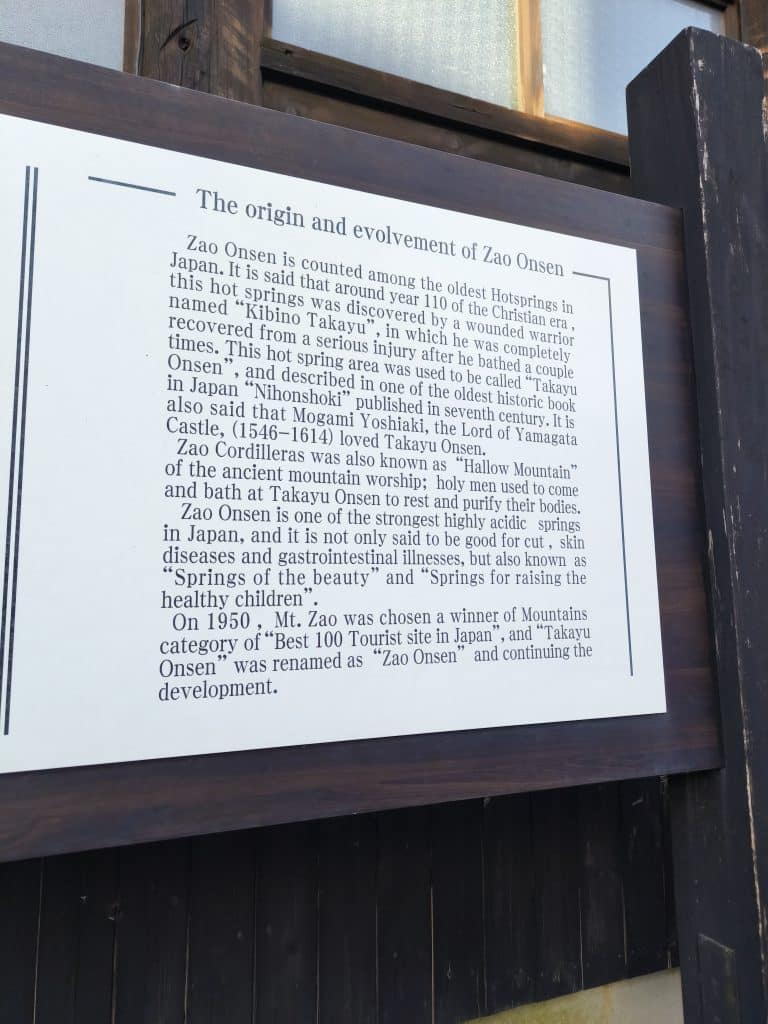 The origin and evolvement of Zao Onsen
Zao Onsen is counted among the oldest Hotsprings in
Japan. It is said that around year 110 of the Christian era ,
this hot springs was discovered by a wounded warrior
named “Kibino Takayu”, in which he was completely
recovered from a serious injury after he bathed a couple
times. This hot spring area was used to be called “Takayu
Onsen”, and described in one of the oldest historic book
in Japan “Nihonshoki” published in seventh century. It is
also said that Mogami Yoshiaki, the Lord of Yamagata
Castle, (1546−1614) loved Takayu Onsen.
Zao Cordilleras was also known as “Hallow Mountain”
of the ancient mountain worship; holy men used to come
and bath at Takayu Onsen to rest and purify their bodies.
Zao Onsen is one of the strongest highly acidic springs
in Japan, and it is not only said to be good for cut , skin
diseases and gastrointestinal illnesses, but also known as
“Springs of the beauty” and “Springs for raising the
healthy children”.
On 1950 , Mt. Zao was chosen a winner of Mountains
category of “Best 100 Tourist site in Japan”, and “Takayu
Onsen” was renamed as “Zao Onsen” and continuing the
development.